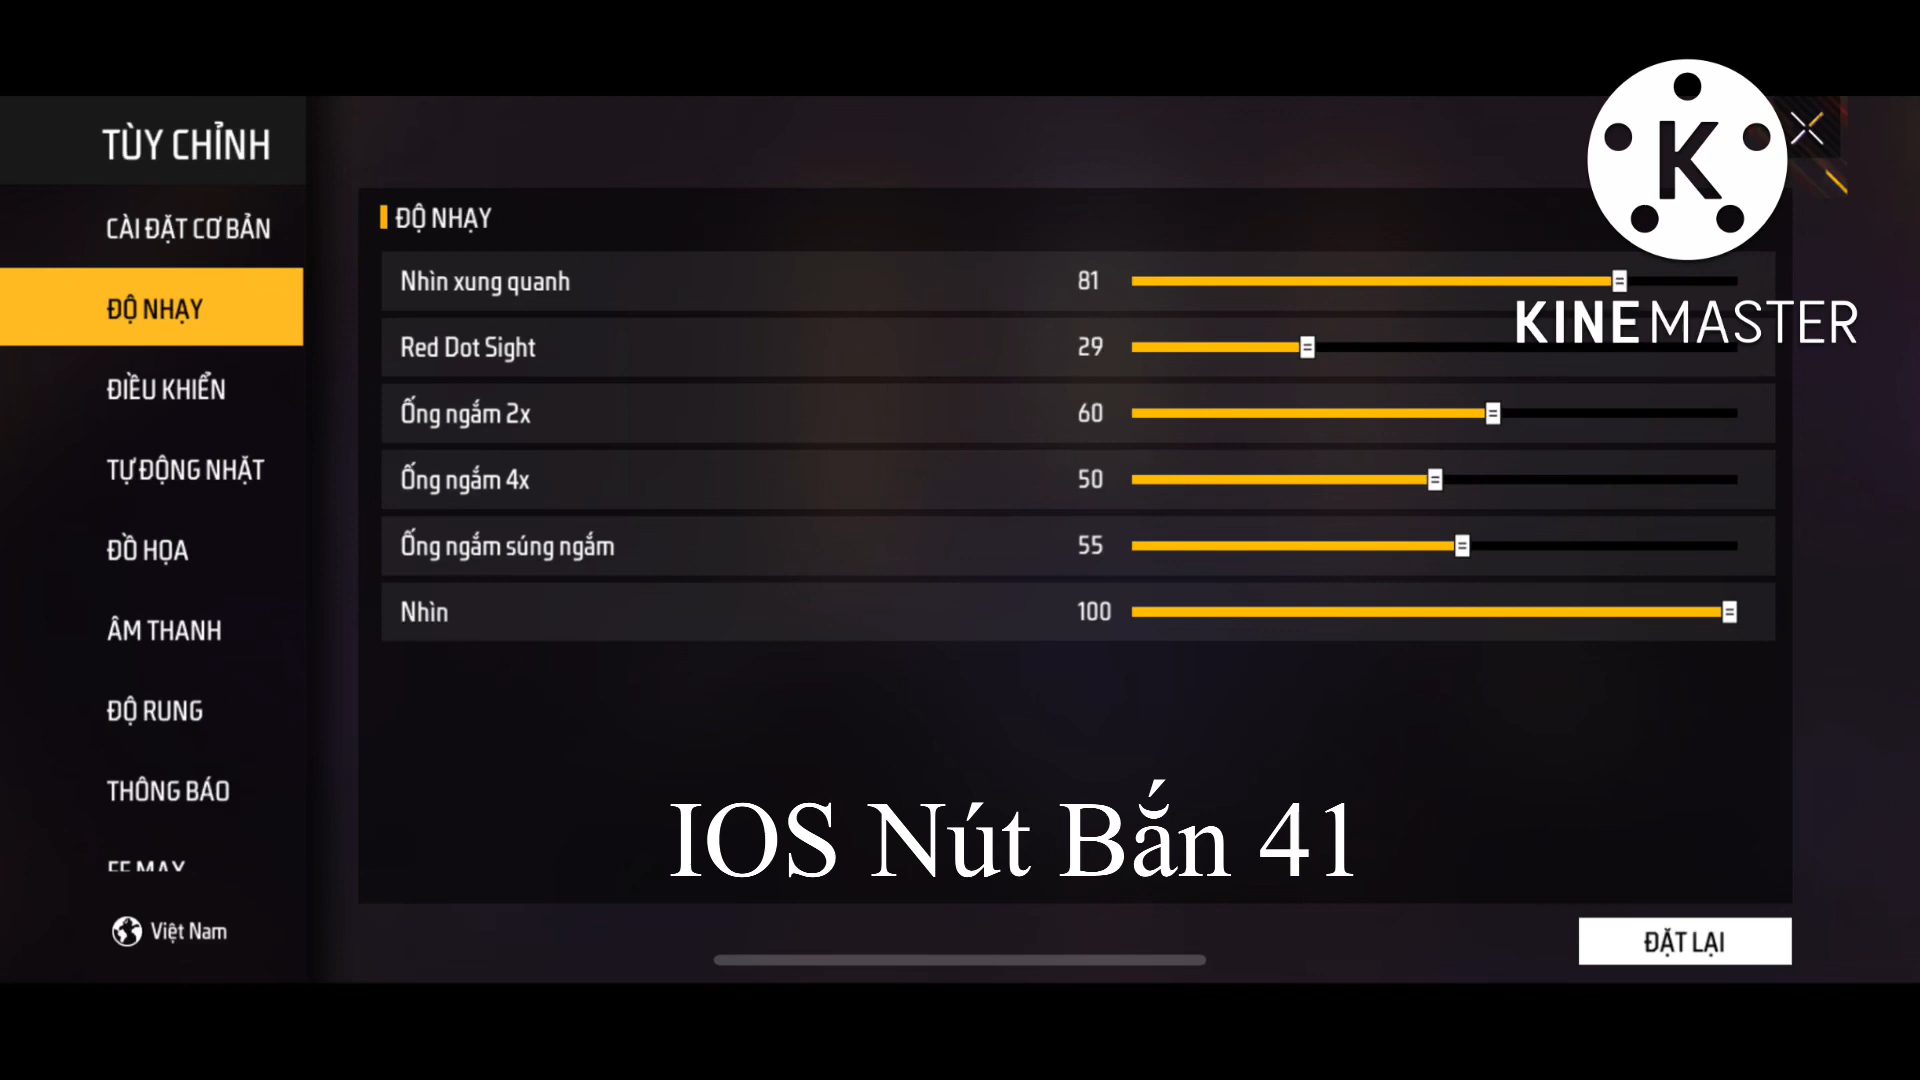 TÙY CHỈNH
CÀI ĐẶT CƠ BẢN
ĐỘ NHẠY
ĐIỀU KHIỂN
TỰ ĐỘNG NHẶT
ĐỒ HỌA
ÂM THANH
ĐỘ RUNG
THÔNG BÁO
FF MAX
Việt Nam
ĐỘ NHẠY
Nhìn xung quanh 81
Red Dot Sight 29
Ống ngắm 2x 60
Ống ngắm 4x 50
Ống ngắm súng ngắm 55
Nhìn 100
K
KINEMASTER
IOS Nút Bắn 41
ĐẶT LẠI